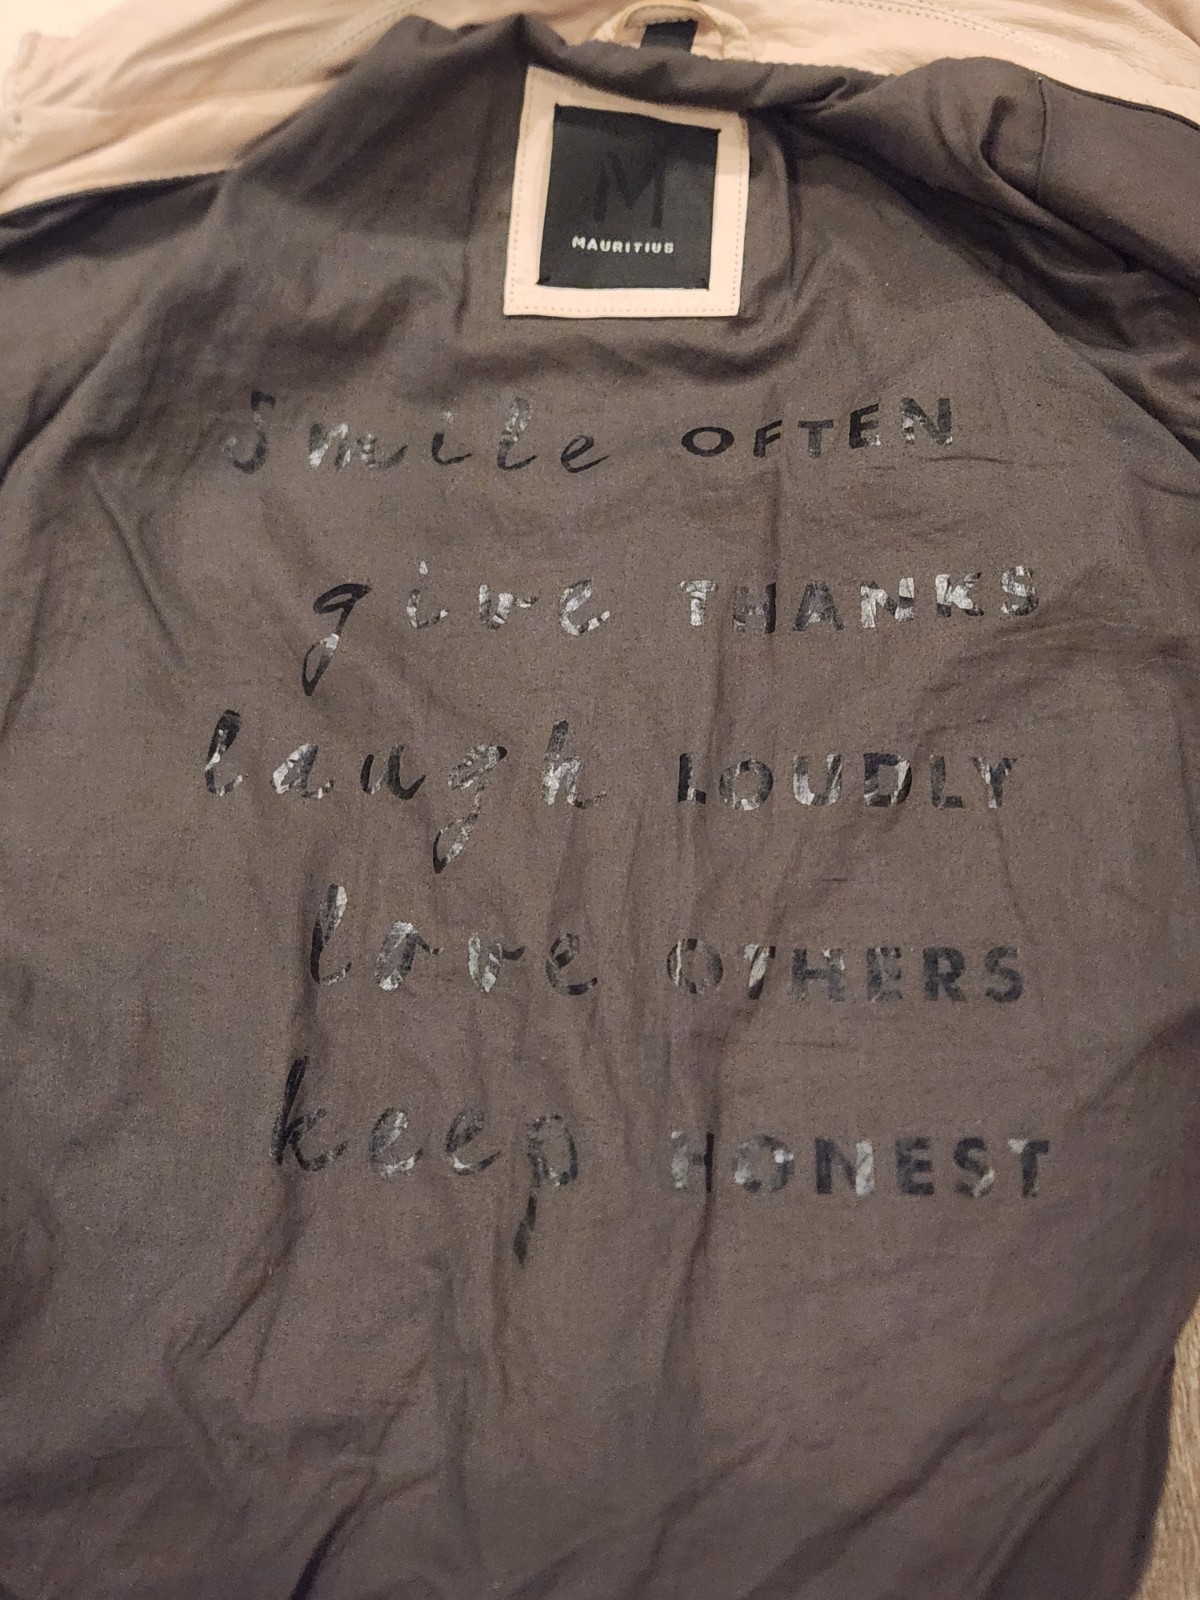 M
MAURITIUS
Smile OFTEN
give THANKS
laugh LOUDLY
love OTHERS
keep HONEST